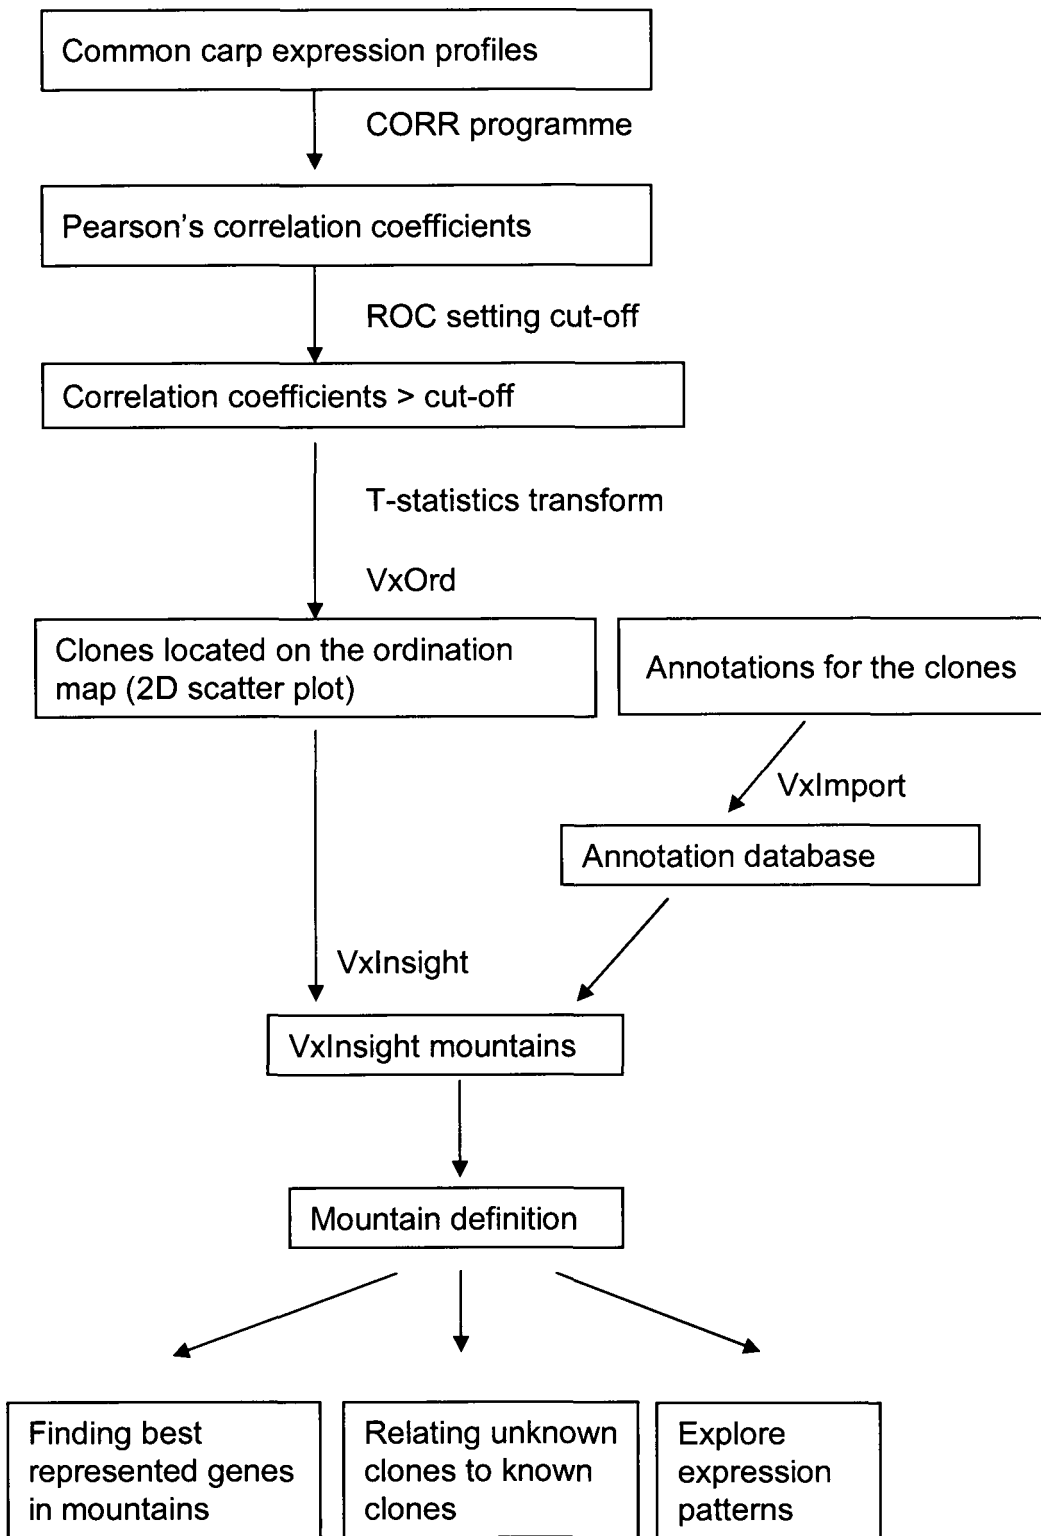 Common carp expression profiles
CORR programme
Pearson's correlation coefficients
ROC setting cut-off
Correlation coefficients > cut-off
T-statistics transform
VxOrd
Clones located on the ordination
map (2D scatter plot)
Annotations for the clones
VxImport
Annotation database
VxInsight
VxInsight mountains
Mountain definition
Finding best
represented genes
in mountains
Relating unknown
clones to known
clones
Explore
expression
patterns